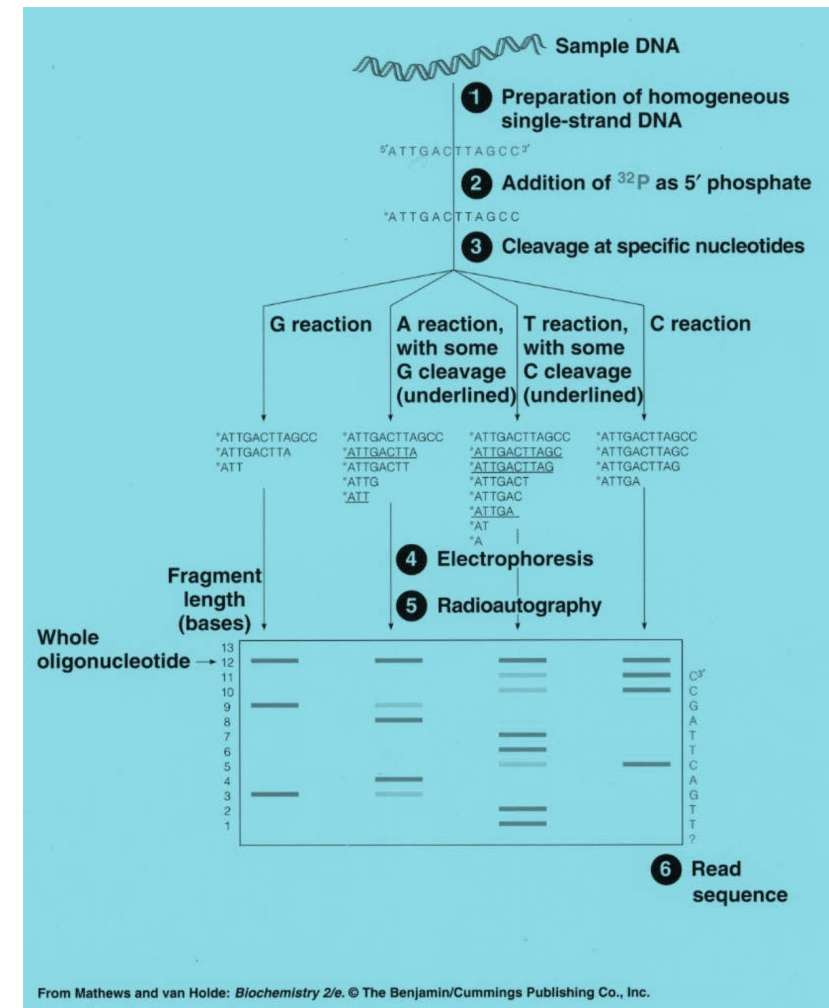 Sample DNA
1 Preparation of homogeneous
single-strand DNA
5'ATTGACTTAGCC3'
2 Addition of 32P as 5′ phosphate
*ATTGACTTAGCC
3 Cleavage at specific nucleotides
G reaction
A reaction,
with some
G cleavage
(underlined)
T reaction,
with some
C cleavage
(underlined)
C reaction
*ATTGACTTAGCC
*ATTGACTTA
*ATT
*ATTGACTTAGCC
*ATTGACTTA
*ATTGACTT
*ATTG
*ATT
*ATTGACTTAGCC
*ATTGACTTAGC
*ATTGACTTAG
*ATTGACT
*ATTGAC
*ATTGA
*AT
*A
*ATTGACTTAGCC
*ATTGACTTAGC
*ATTGACTTAG
*ATTGA
4 Electrophoresis
5 Radioautography
Fragment
length
(bases)
Whole
oligonucleotide
13
12
11
10
9
8
7
6
5
4
3
2
1
C3'
C
G
A
T
T
C
A
G
T
T
?
6 Read
sequence
From Mathews and van Holde: Biochemistry 2/e. © The Benjamin/Cummings Publishing Co., Inc.